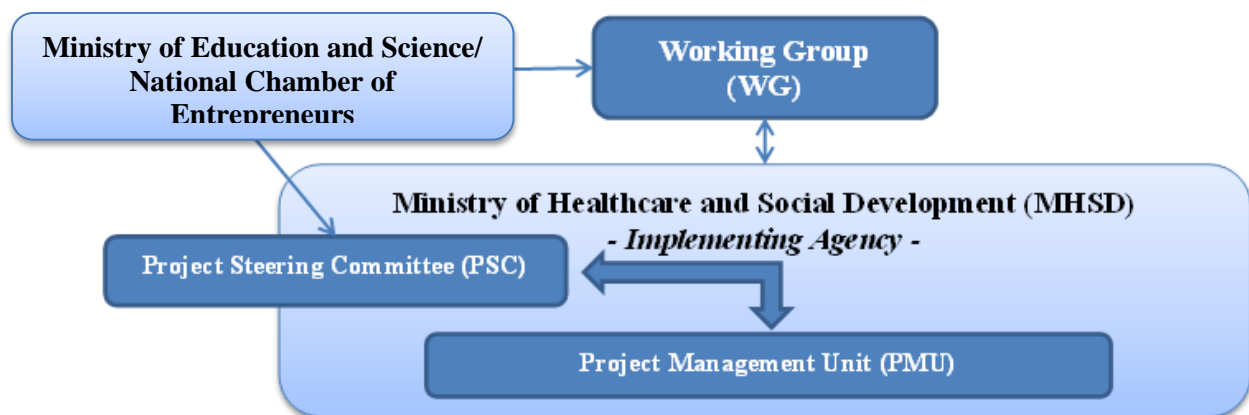 Ministry of Education and Science/
National Chamber of
Entrepreneurs
Working Group
(WG)
Ministry of Healthcare and Social Development (MHSD)
- Implementing Agency -
Project Steering Committee (PSC)
Project Management Unit (PMU)